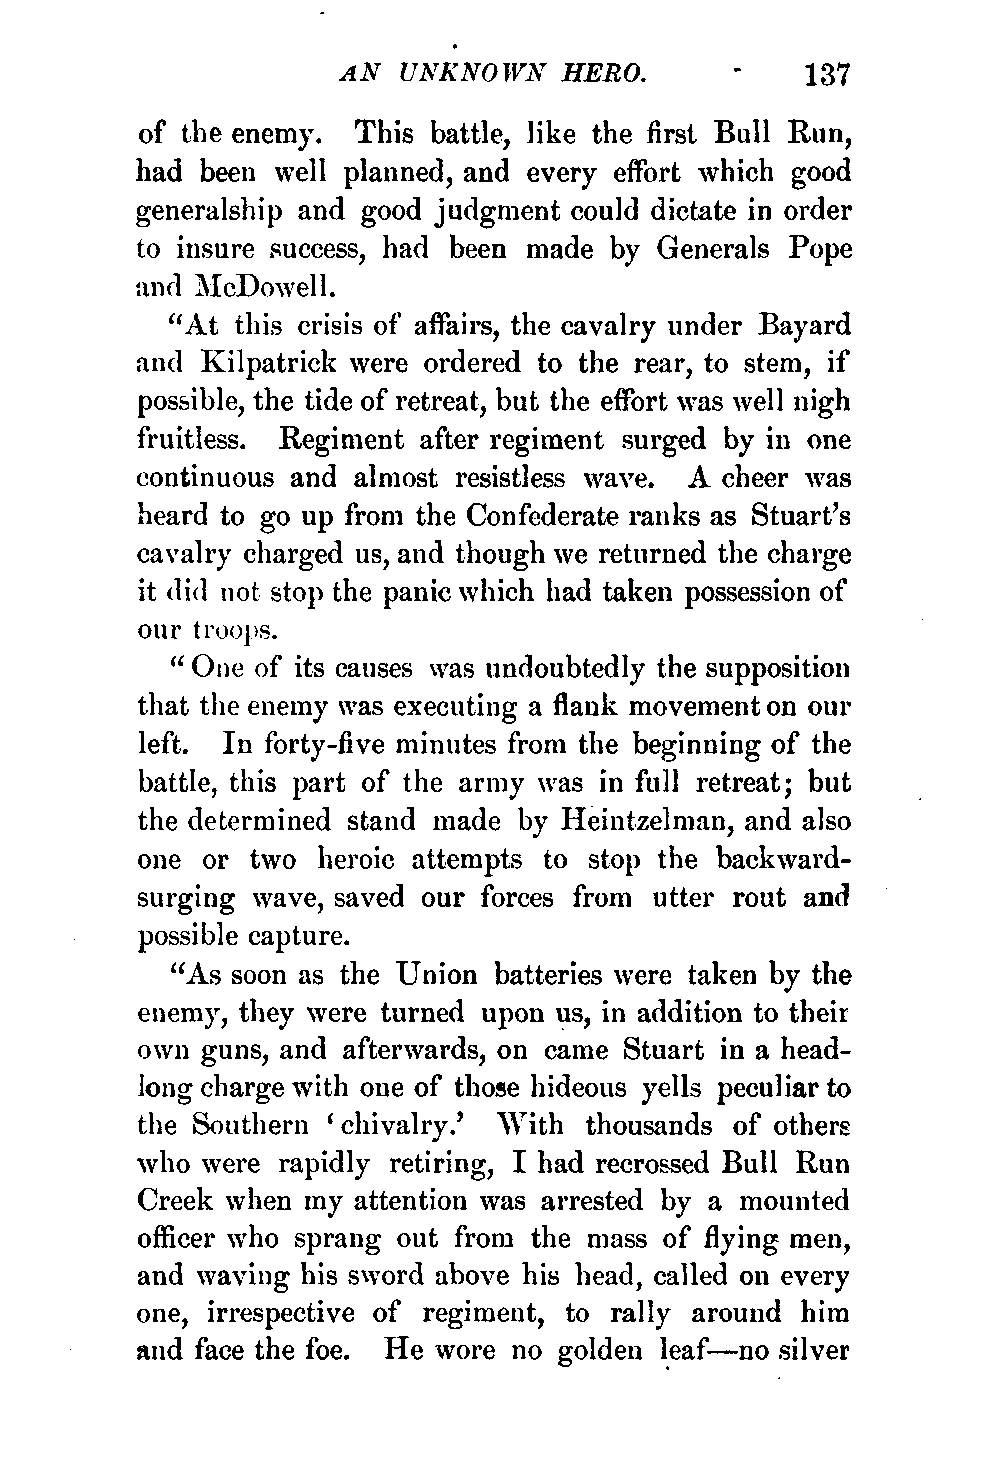 AN UNKNOWN HERO. 137
of the enemy. This battle, like the first Bull Run,
had been well planned, and every effort which good
generalship and good judgment could dictate in order
to insure success, had been made by Generals Pope
and McDowell.
"At this crisis of affairs, the cavalry under Bayard
and Kilpatrick were ordered to the rear, to stem, if
possible, the tide of retreat, but the effort was well nigh
fruitless. Regiment after regiment surged by in one
continuous and almost resistless wave. A cheer was
heard to go up from the Confederate ranks as Stuart's
cavalry charged us, and though we returned the charge
it did not stop the panic which had taken possession of
our troops.
"One of its causes was undoubtedly the supposition
that the enemy was executing a flank movement on our
left. In forty-five minutes from the beginning of the
battle, this part of the army was in full retreat; but
the determined stand made by Heintzelman, and also
one or two heroic attempts to stop the backward-
surging wave, saved our forces from utter rout and
possible capture.
"As soon as the Union batteries were taken by the
enemy, they were turned upon us, in addition to their
own guns, and afterwards, on came Stuart in a head-
long charge with one of those hideous yells peculiar to
the Southern 'chivalry.' With thousands of others
who were rapidly retiring, I had recrossed Bull Run
Creek when my attention was arrested by a mounted
officer who sprang out from the mass of flying men,
and waving his sword above his head, called on every
one, irrespective of regiment, to rally around him
and face the foe. He wore no golden leaf—no silver